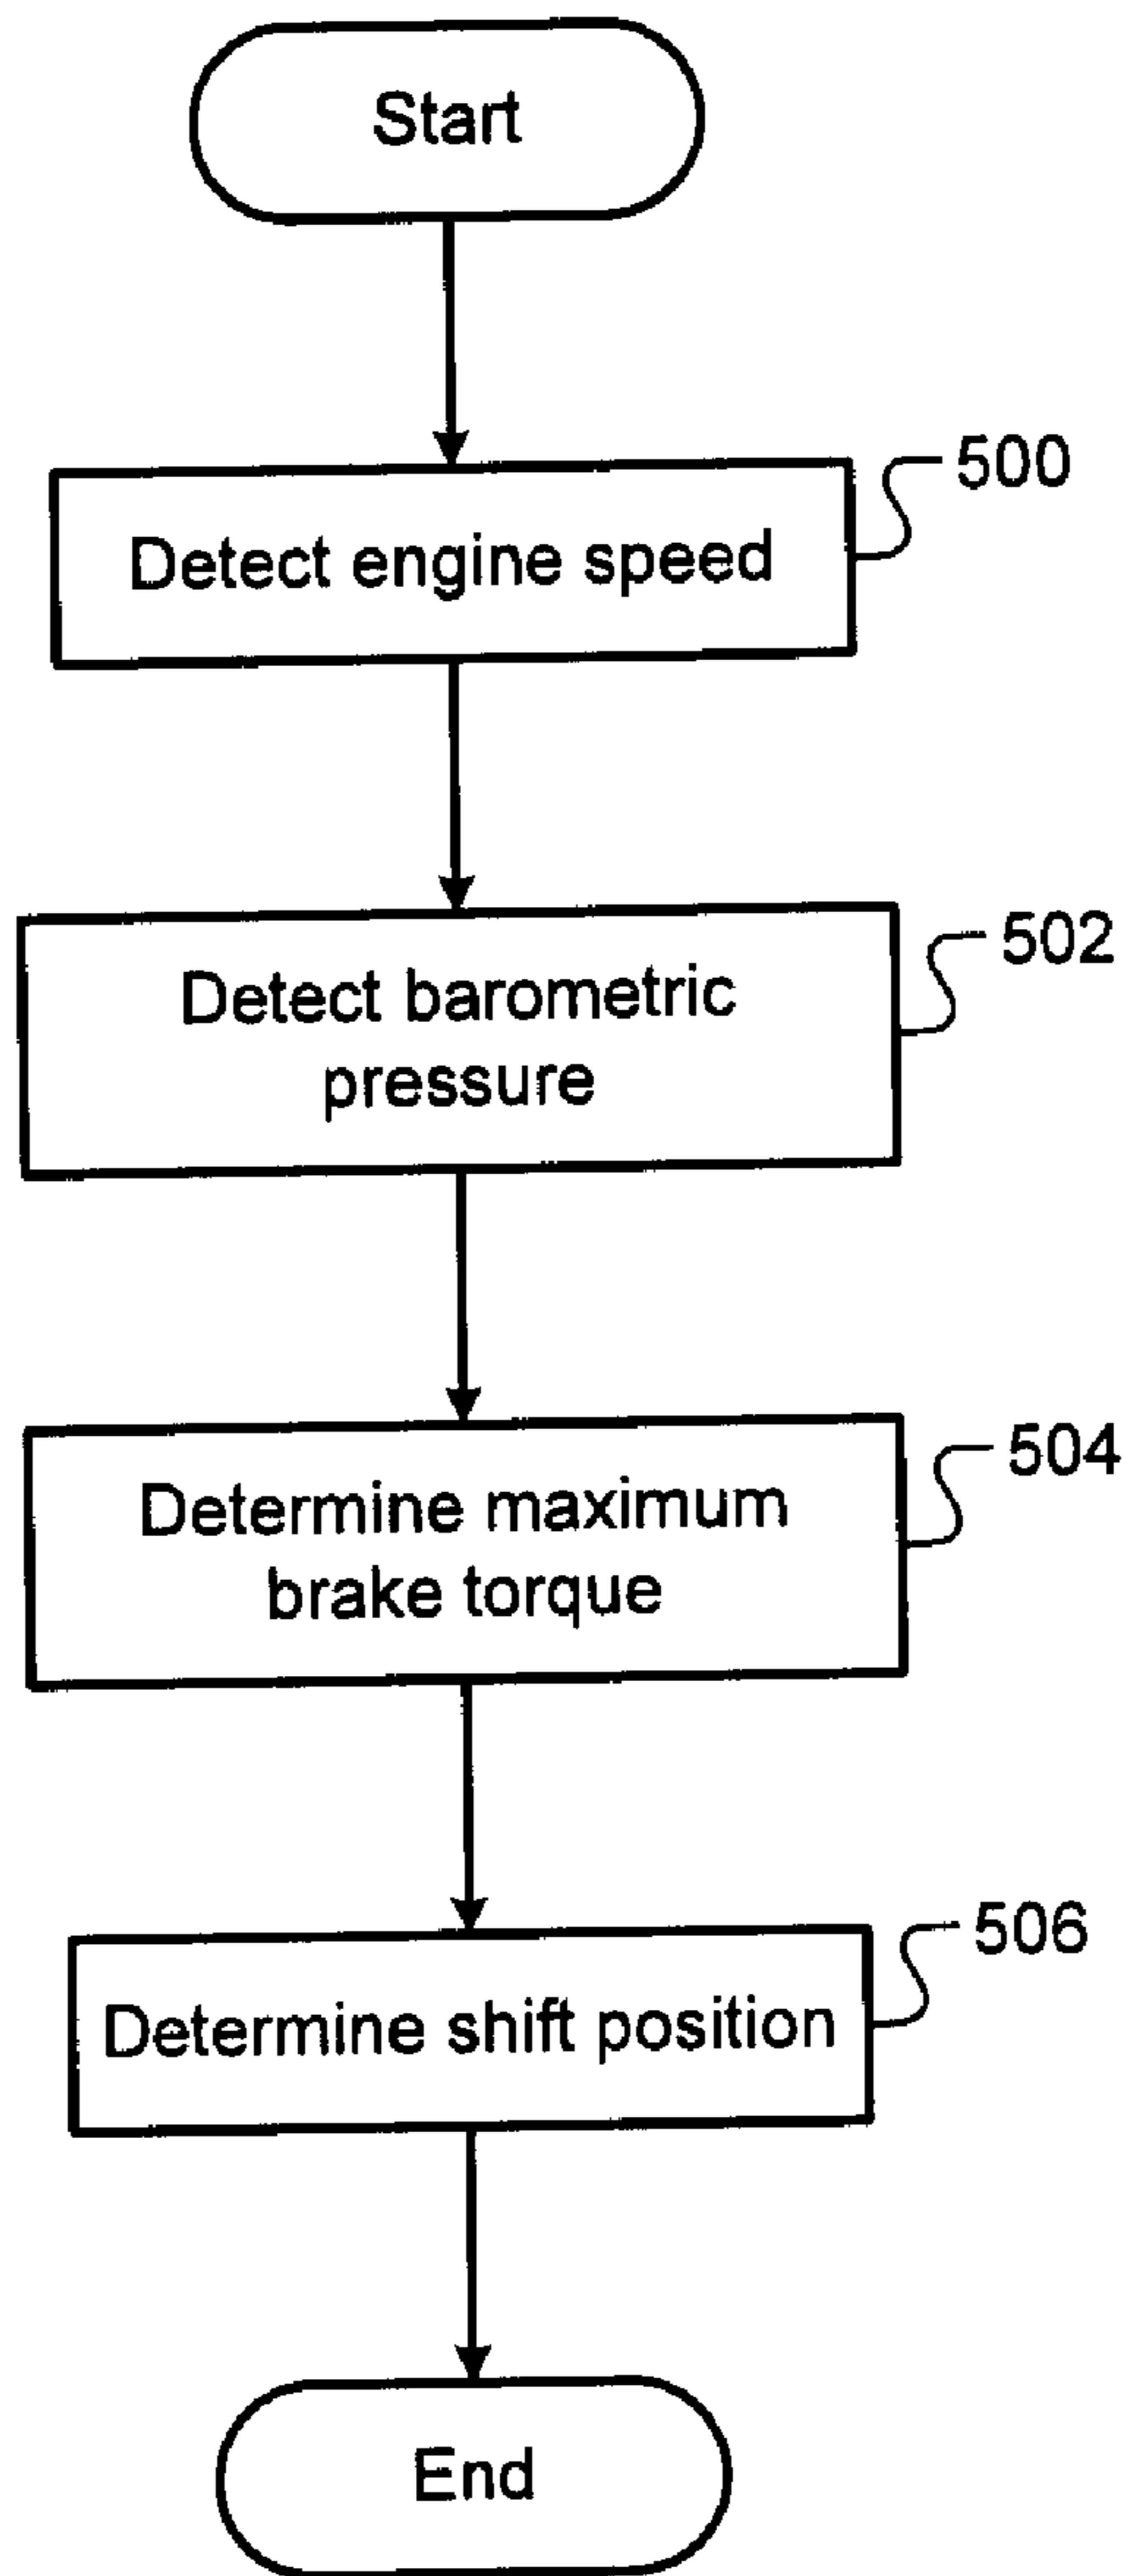 Start
500
Detect engine speed
502
Detect barometric
pressure
504
Determine maximum
brake torque
506
Determine shift position
End